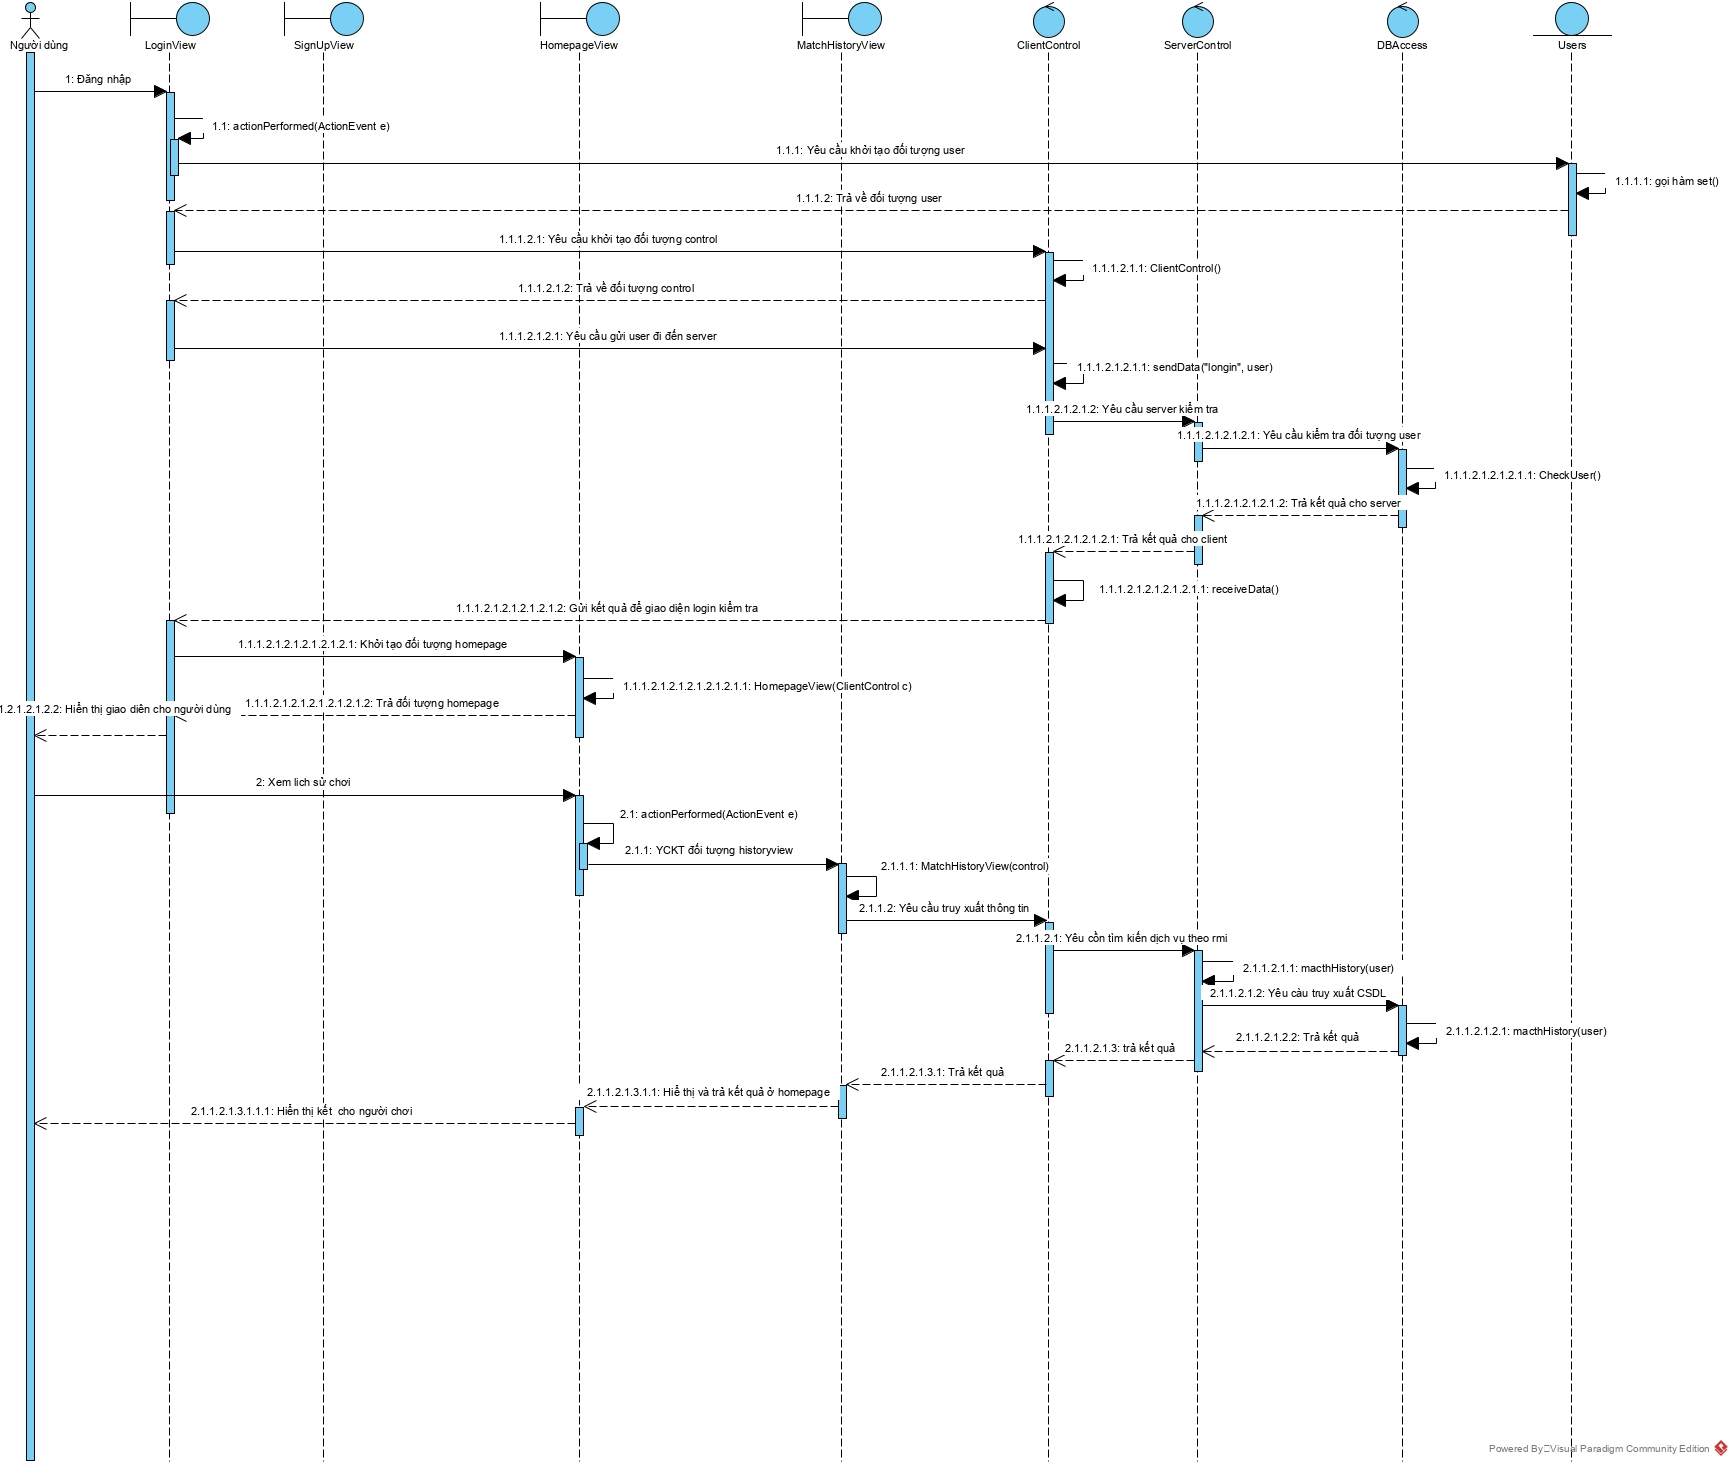 Người dùng
LoginView
SignUpView
HomepageView
MatchHistoryView
ClientControl
ServerControl
DBAccess
Users
1: Đăng nhập
1.1: actionPerformed(ActionEvent e)
1.1.1: Yêu cầu khởi tạo đối tượng user
1.1.1.1: gọi hàm set()
1.1.1.2: Trả về đối tượng user
1.1.1.2.1: Yêu cầu khởi tạo đối tượng control
1.1.1.2.1.1: ClientControl()
1.1.1.2.1.2: Trả về đối tượng control
1.1.1.2.1.2.1: Yêu cầu gửi user đi đến server
1.1.1.2.1.2.1.1: sendData("longin", user)
1.1.1.2.1.2.1.2: Yêu cầu server kiểm tra
1.1.1.2.1.2.1.2.1: Yêu cầu kiểm tra đối tượng user
1.1.1.2.1.2.1.2.1.1: CheckUser()
1.1.1.2.1.2.1.2.1.2: Trả kết quả cho server
1.1.1.2.1.2.1.2.1.2.1: Trả kết quả cho client
1.1.1.2.1.2.1.2.1.2.1.1: receiveData()
1.1.1.2.1.2.1.2.1.2.1.2: Gửi kết quả để giao diện login kiểm tra
1.1.1.2.1.2.1.2.1.2.1.2.1: Khởi tạo đối tượng homepage
1.1.1.2.1.2.1.2.1.2.1.2.1.1: HomepageView(ClientControl c)
1.1.1.2.1.2.1.2.1.2.1.2.1.2: Trả đối tượng homepage
1.2.1.2.1.2.2: Hiển thị giao diên cho người dùng
2: Xem lich sử chơi
2.1: actionPerformed(ActionEvent e)
2.1.1: YCKT đối tượng historyview
2.1.1.1: MatchHistoryView(control)
2.1.1.2: Yêu cầu truy xuất thông tin
2.1.1.2.1: Yêu cồn tìm kiến dịch vụ theo rmi
2.1.1.2.1.1: macthHistory(user)
2.1.1.2.1.2: Yêu càu truy xuất CSDL
2.1.1.2.1.2.1: macthHistory(user)
2.1.1.2.1.2.2: Trả kết quả
2.1.1.2.1.3: trả kết quả
2.1.1.2.1.3.1: Trả kết quả
2.1.1.2.1.3.1.1: Hiể thị và trả kết quả ở homepage
2.1.1.2.1.3.1.1.1: Hiển thị kết  cho người chơi
Powered By Visual Paradigm Community Edition